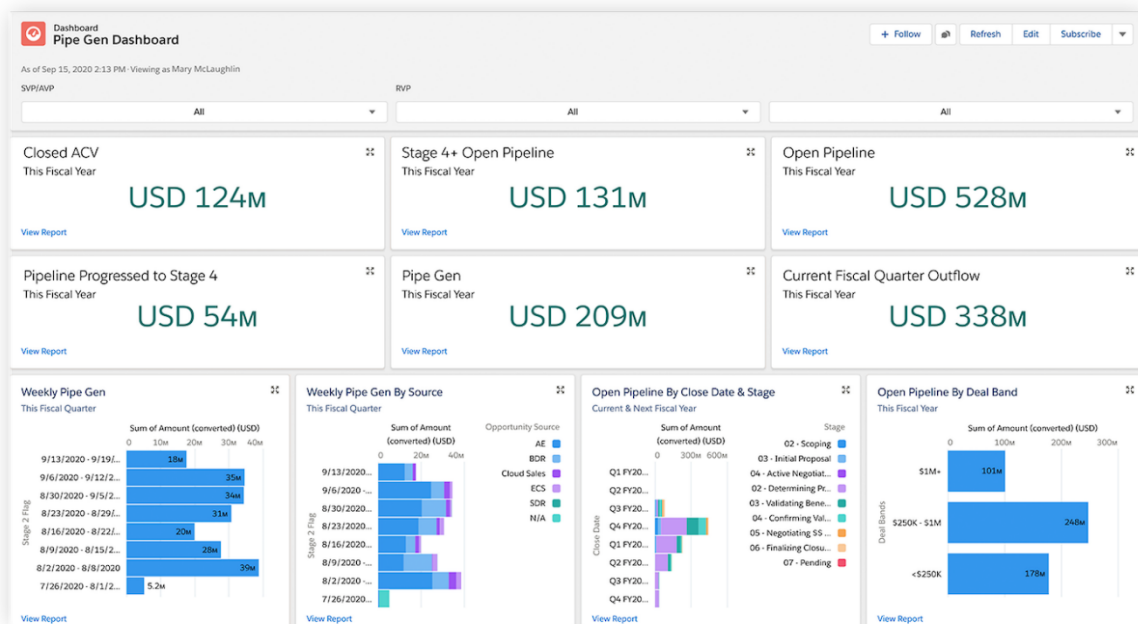 Dashboard
Pipe Gen Dashboard
+ Follow
Refresh
Edit
Subscribe
As of Sep 15, 2020 2:13 PM·Viewing as Mary McLaughlin
SVP/AVP
RVP
All
All
All
Closed ACV
This Fiscal Year
USD 124M
View Report
Stage 4+ Open Pipeline
This Fiscal Year
USD 131M
View Report
Open Pipeline
This Fiscal Year
USD 528M
View Report
Pipeline Progressed to Stage 4
This Fiscal Year
USD 54M
View Report
Pipe Gen
This Fiscal Year
USD 209M
View Report
Current Fiscal Quarter Outflow
This Fiscal Year
USD 338M
View Report
Weekly Pipe Gen
This Fiscal Quarter
Sum of Amount (converted) (USD)
0 10M 20M 30M 40M
Stage 2 Flag
9/13/2020 - 9/19/... 18M
9/6/2020 - 9/12/2... 35M
8/30/2020 - 9/5/2... 34M
8/23/2020 - 8/29/... 31M
8/16/2020 - 8/22/... 20M
8/9/2020 - 8/15/2... 28M
8/2/2020 - 8/8/2020 39M
7/26/2020 - 8/1/2... 5.2M
View Report
Weekly Pipe Gen By Source
This Fiscal Quarter
Sum of Amount
(converted) (USD)
0 20M 40M
Stage 2 Flag
9/13/2020...
9/6/2020 -...
8/30/2020...
8/23/2020...
8/16/2020...
8/9/2020 -...
8/2/2020 -...
7/26/2020...
Opportunity Source
AE
BDR
Cloud Sales
ECS
SDR
N/A
View Report
Open Pipeline By Close Date & Stage
Current & Next Fiscal Year
Sum of Amount
(converted) (USD)
0 300M 600M
Close Date
Q1 FY20...
Q2 FY20...
Q3 FY20...
Q4 FY20...
Q1 FY20...
Q2 FY20...
Q3 FY20...
Q4 FY20...
Stage
02 - Scoping
03 - Initial Proposal
04 - Active Negotiat...
02 - Determining Pr...
03 - Validating Bene...
04 - Confirming Val...
05 - Negotiating $$ ...
06 - Finalizing Closu...
07 - Pending
View Report
Open Pipeline By Deal Band
This Fiscal Year
Sum of Amount (converted) (USD)
0 100M 200M 300M
Deal Bands
$1M+ 101M
$250K - $1M 248M
<$250K 178M
View Report